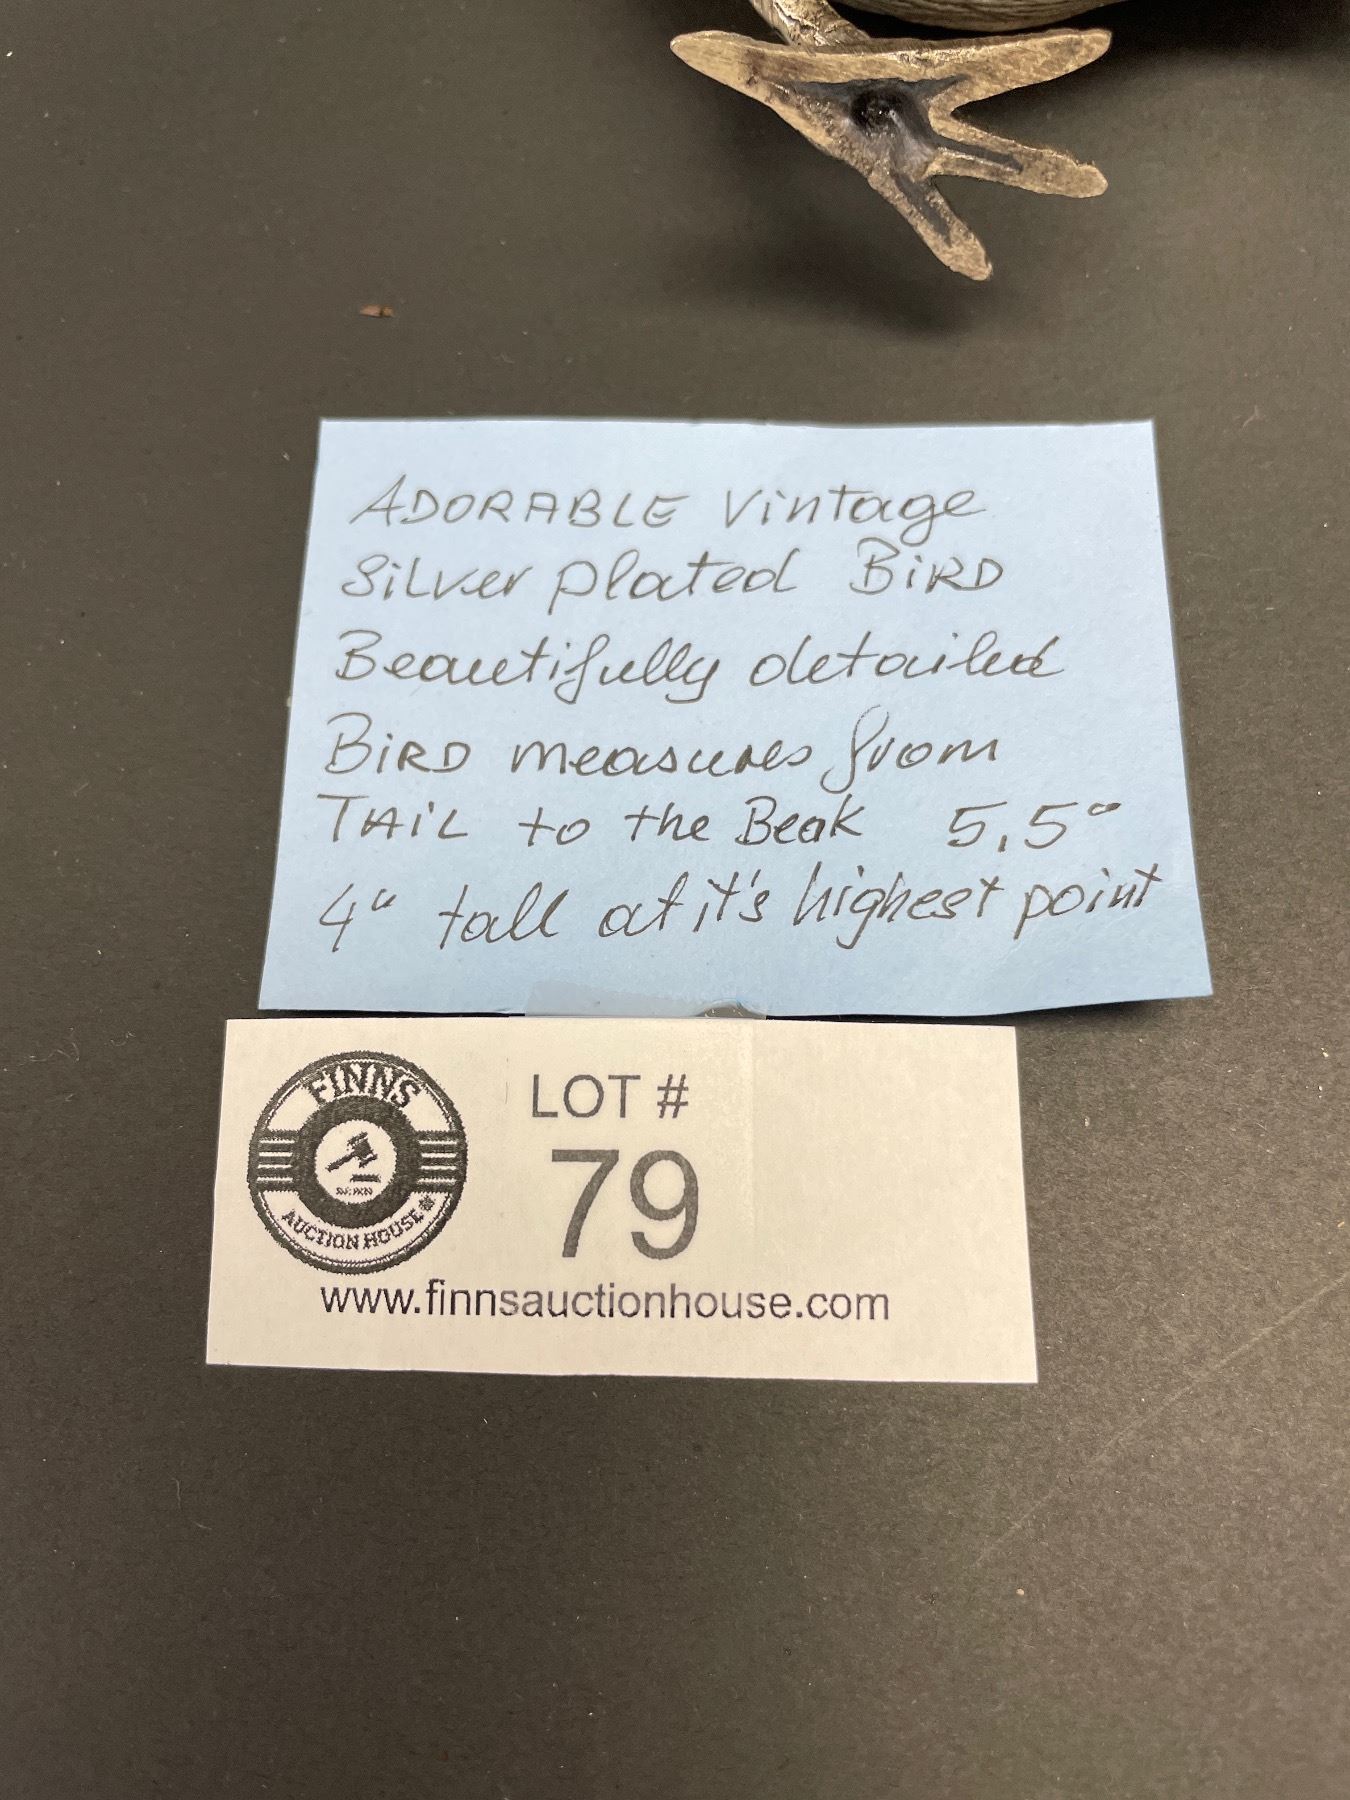 ADORABLE Vintage
Silver plated BiRD
Beautifully detailed
BiRD measures from
TAiL to the Beak 5,5"
4" tall at it's highest point
FINNS
AUCTION HOUSE
LOT #
79
www.finnsauctionhouse.com